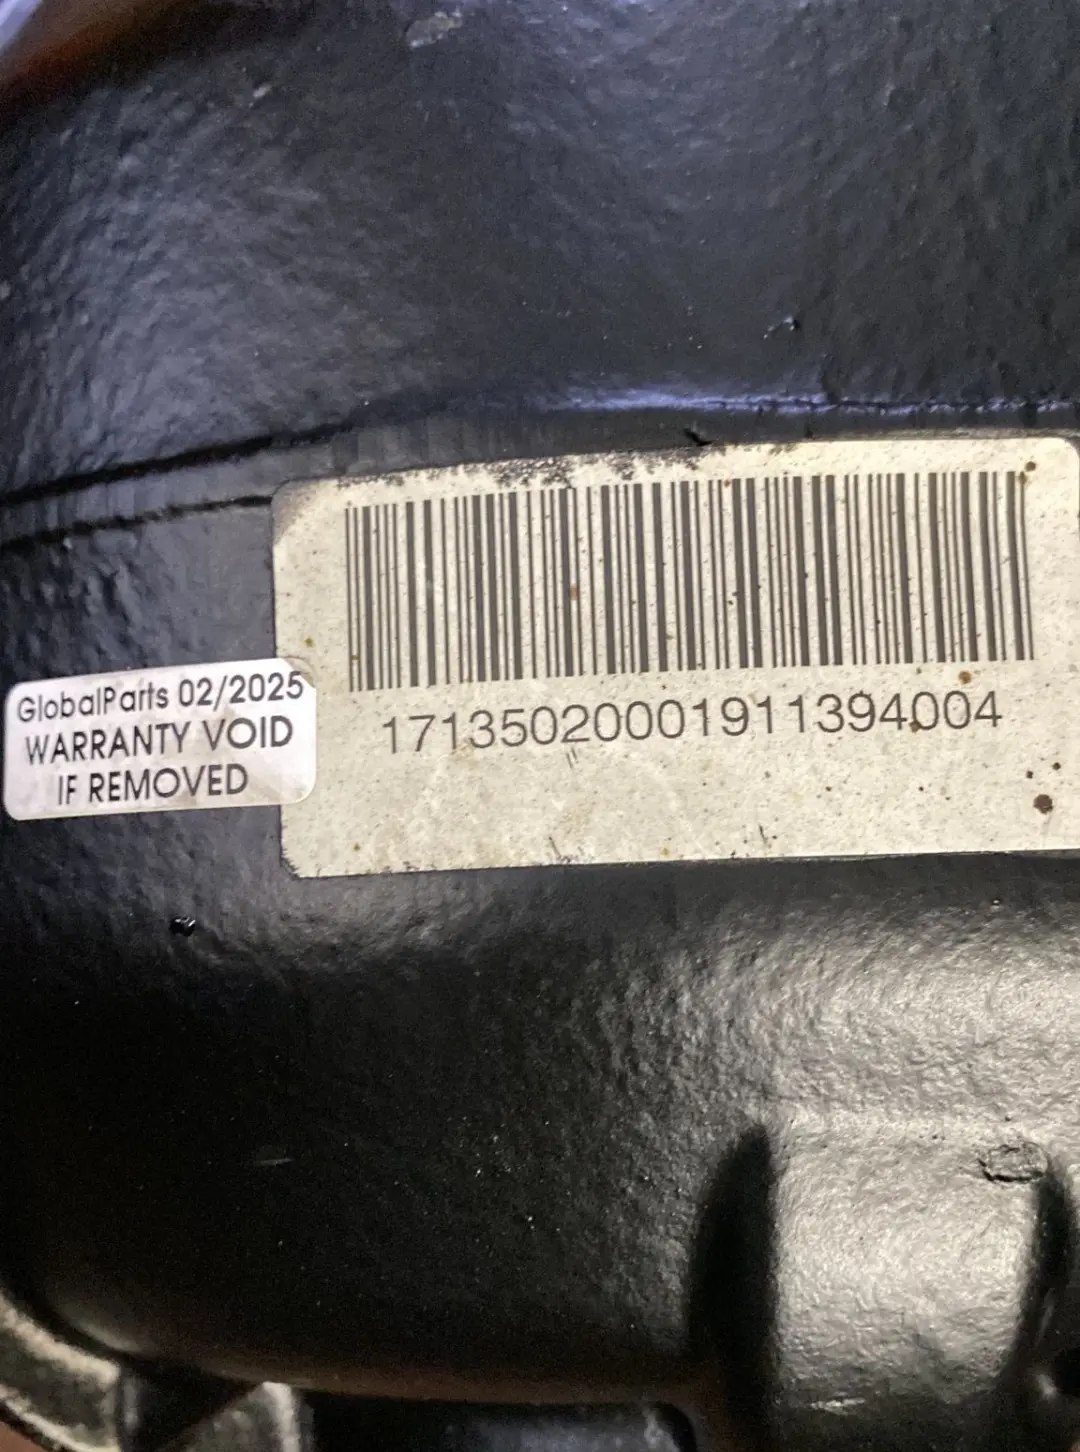 GlobalParts 02/2025
WARRANTY VOID
IF REMOVED
17135020001911394004